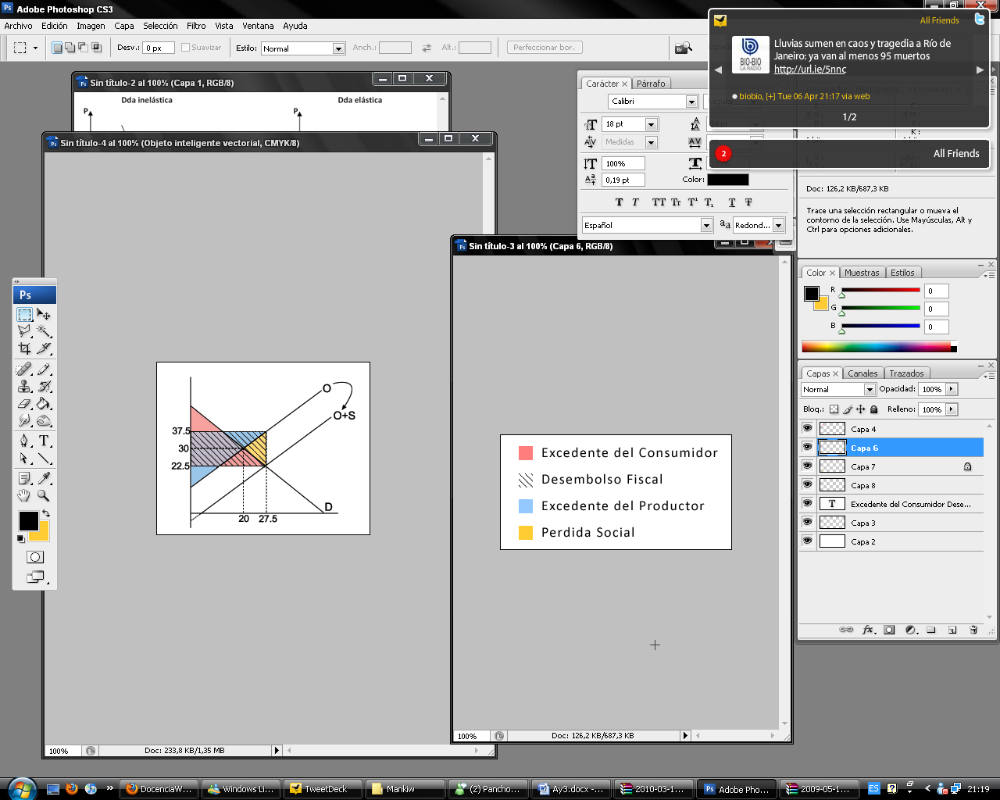 Adobe Photoshop CS3
Archivo Edición Imagen Capa Selección Filtro Vista Ventana Ayuda
Desv.: 0 px Suavizar Estilo: Normal Anch.: Alt.: Perfeccionar bor.
All Friends
Lluvias sumen en caos y tragedia a Río de
Janeiro: ya van al menos 95 muertos
http://url.ie/5nnc
BIO-BIO
LA RADIO
biobio, [+] Tue 06 Apr 21:17 via web
1/2
2 All Friends
Sin título-2 al 100% (Capa 1, RGB/8)
Dda inelástica Dda elástica
P P
Sin título-4 al 100% (Objeto inteligente vectorial, CMYK/8)
Carácter Párrafo
Calibri
18 pt
Medidas
100%
0,19 pt Color:
Español Redond...
Doc: 126,2 KB/687,3 KB
Trace una selección rectangular o mueva el
contorno de la selección. Use Mayúsculas, Alt y
Ctrl para opciones adicionales.
Sin título-3 al 100% (Capa 6, RGB/8)
Color Muestras Estilos
R 0
G 0
B 0
Ps
O
O+S
37.5
30
22.5
D
20 27.5
Excedente del Consumidor
Desembolso Fiscal
Excedente del Productor
Perdida Social
Capas Canales Trazados
Normal Opacidad: 100%
Bloq.: Relleno: 100%
Capa 4
Capa 6
Capa 7
Capa 8
Excedente del Consumidor Dese...
Capa 3
Capa 2
100% Doc: 126,2 KB/687,3 KB
100% Doc: 233,8 KB/1,35 MB
DocenciaW... Windows Li... TweetDeck Mankiw (2) Pancho... Ay3.docx -... 2010-03-1... Adobe Pho... 2009-05-1... ES 21:19